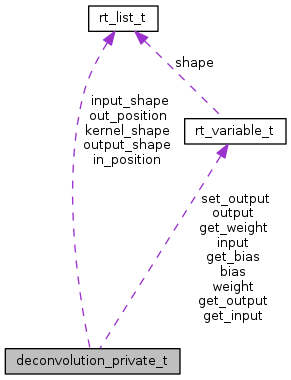 rt_list_t
shape
input_shape
out_position
kernel_shape
output_shape
in_position
rt_variable_t
set_output
output
get_weight
input
get_bias
bias
weight
get_output
get_input
deconvolution_private_t